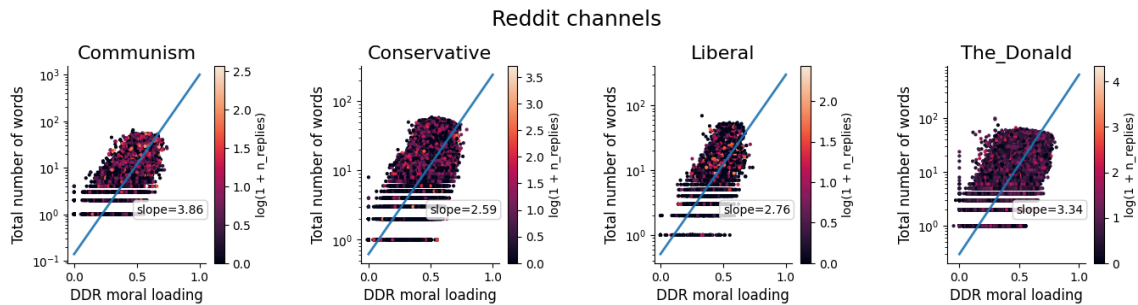 Reddit channels
Communism
Total number of words
10³
10²
10¹
10⁰
10⁻¹
0.0
0.5
1.0
DDR moral loading
slope=3.86
2.5
2.0
1.5
1.0
0.5
0.0
log(1 + n_replies)
Conservative
Total number of words
10²
10¹
10⁰
0.0
0.5
1.0
DDR moral loading
slope=2.59
3.5
3.0
2.5
2.0
1.5
1.0
0.5
0.0
log(1 + n_replies)
Liberal
Total number of words
10²
10¹
10⁰
0.0
0.5
1.0
DDR moral loading
slope=2.76
2.0
1.5
1.0
0.5
0.0
log(1 + n_replies)
The_Donald
Total number of words
10²
10¹
10⁰
0.0
0.5
1.0
DDR moral loading
slope=3.34
4
3
2
1
0
log(1 + n_replies)